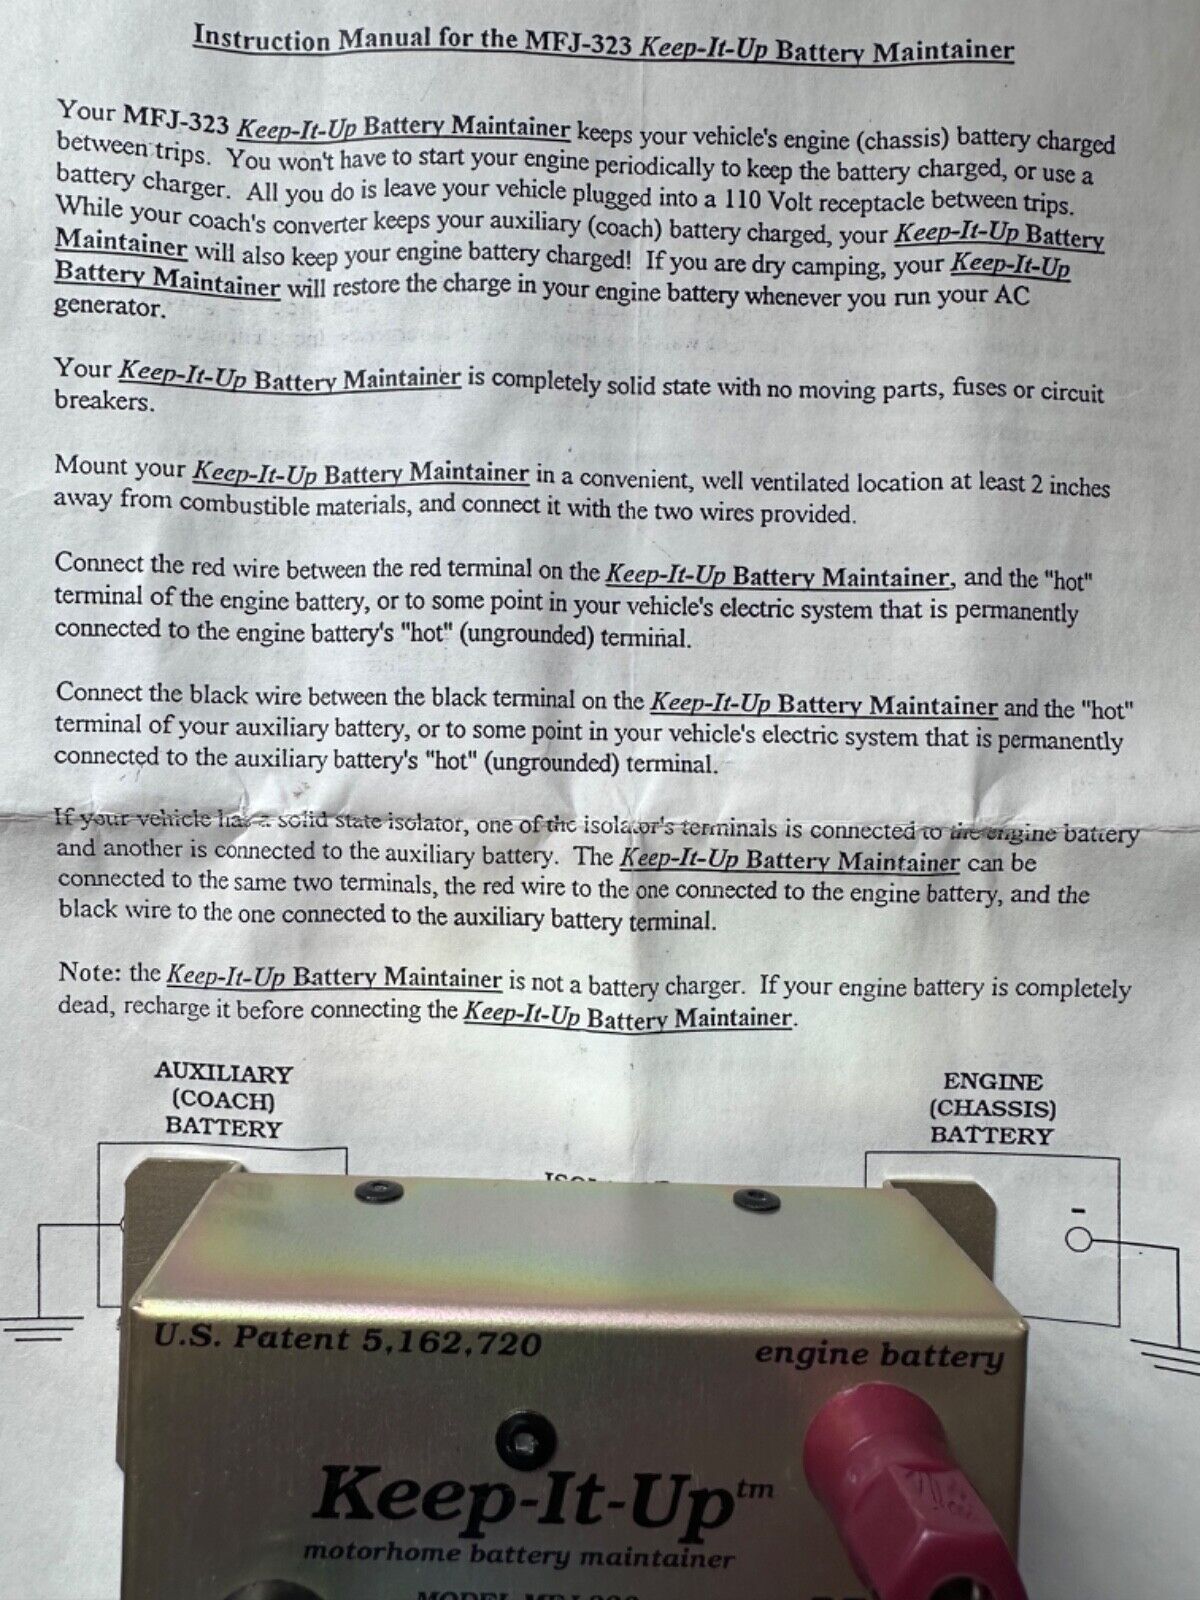 Instruction Manual for the MFJ-323 Keep-It-Up Battery Maintainer
Your MFJ-323 Keep-It-Up Battery Maintainer keeps your vehicle's engine (chassis) battery charged
between trips. You won't have to start your engine periodically to keep the battery charged, or use a
battery charger. All you do is leave your vehicle plugged into a 110 Volt receptacle between trips.
While your coach's converter keeps your auxiliary (coach) battery charged, your Keep-It-Up Battery
Maintainer will also keep your engine battery charged! If you are dry camping, your Keep-It-Up
Battery Maintainer will restore the charge in your engine battery whenever you run your AC
generator.
Your Keep-It-Up Battery Maintainer is completely solid state with no moving parts, fuses or circuit
breakers.
Mount your Keep-It-Up Battery Maintainer in a convenient, well ventilated location at least 2 inches
away from combustible materials, and connect it with the two wires provided.
Connect the red wire between the red terminal on the Keep-It-Up Battery Maintainer, and the "hot"
terminal of the engine battery, or to some point in your vehicle's electric system that is permanently
connected to the engine battery's "hot" (ungrounded) terminal.
Connect the black wire between the black terminal on the Keep-It-Up Battery Maintainer and the "hot"
terminal of your auxiliary battery, or to some point in your vehicle's electric system that is permanently
connected to the auxiliary battery's "hot" (ungrounded) terminal.
If your vehicle has a solid state isolator, one of the isolator's terminals is connected to the engine battery
and another is connected to the auxiliary battery. The Keep-It-Up Battery Maintainer can be
connected to the same two terminals, the red wire to the one connected to the engine battery, and the
black wire to the one connected to the auxiliary battery terminal.
Note: the Keep-It-Up Battery Maintainer is not a battery charger. If your engine battery is completely
dead, recharge it before connecting the Keep-It-Up Battery Maintainer.
AUXILIARY
(COACH)
BATTERY
ENGINE
(CHASSIS)
BATTERY
-
U.S. Patent 5,162,720
engine battery
Keep-It-Up™
motorhome battery maintainer
MODEL